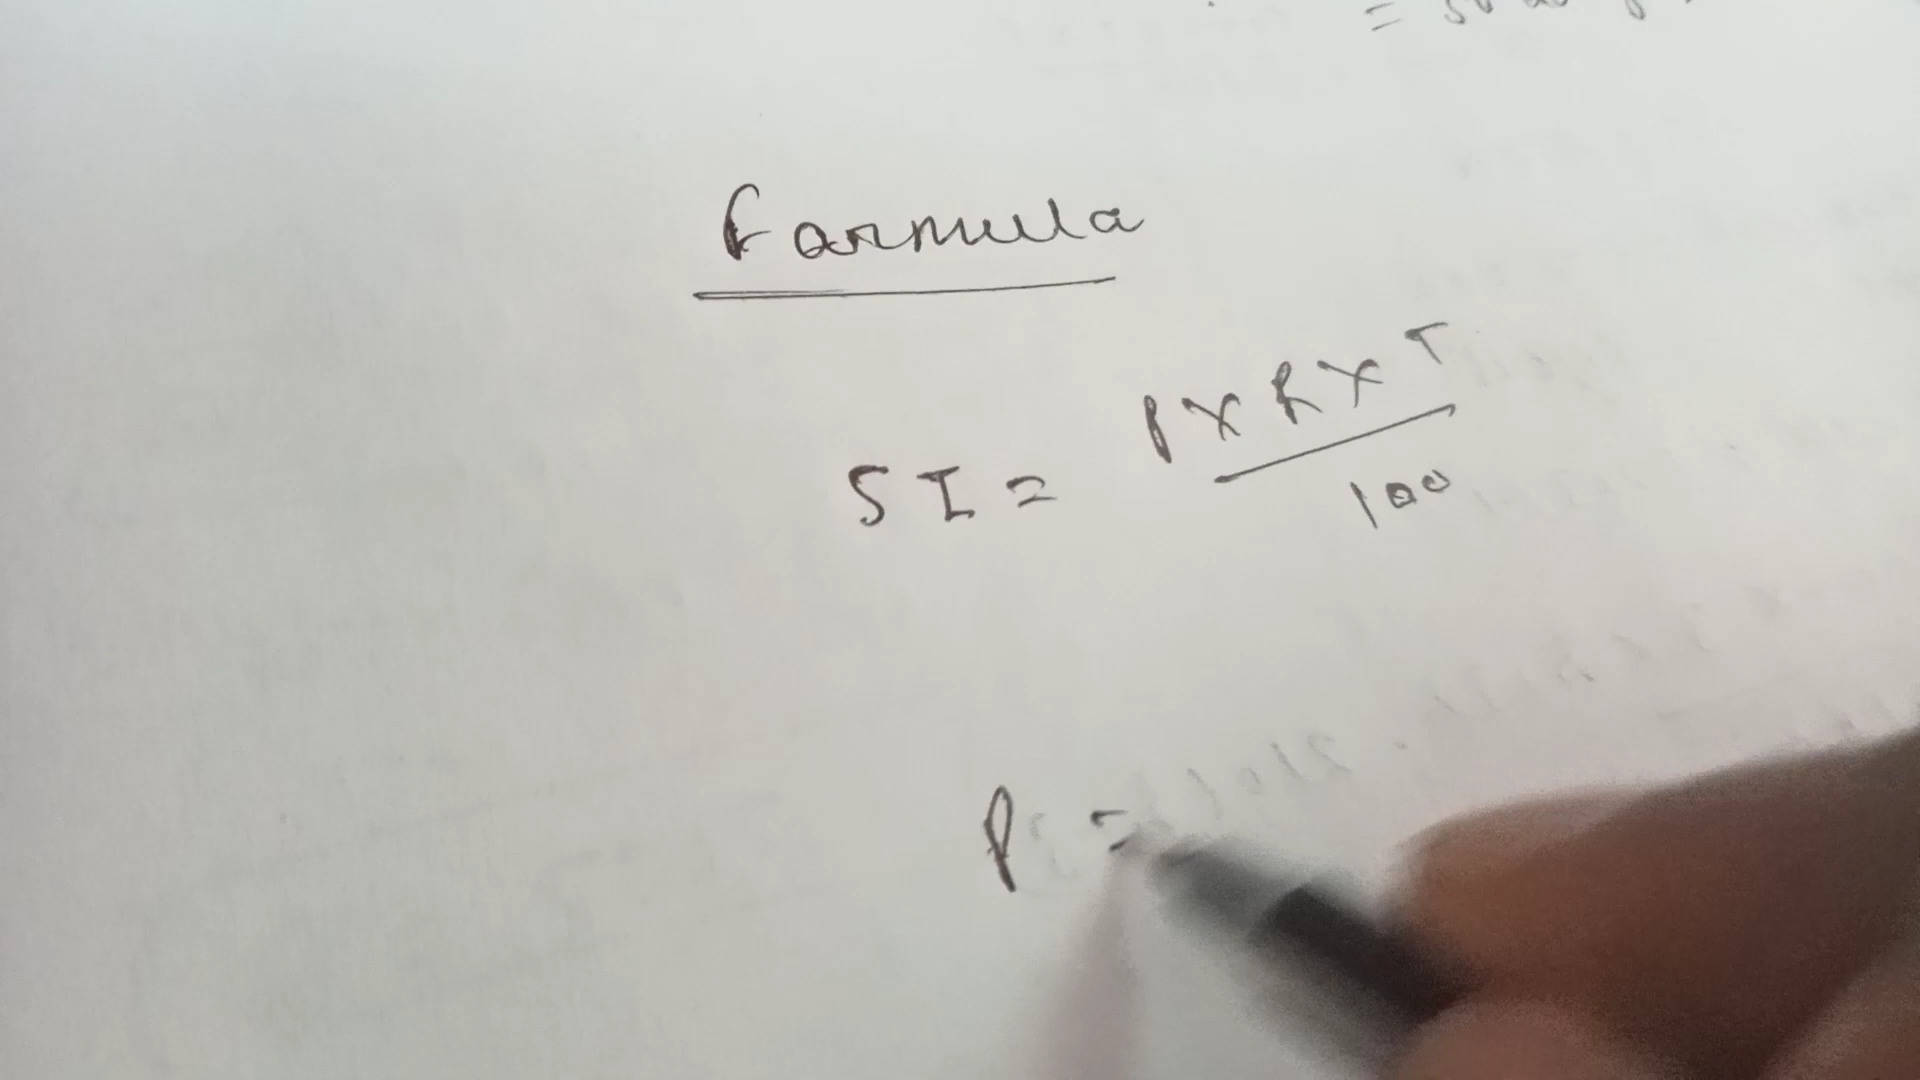 Formula
SI = P X R X T
100
P =